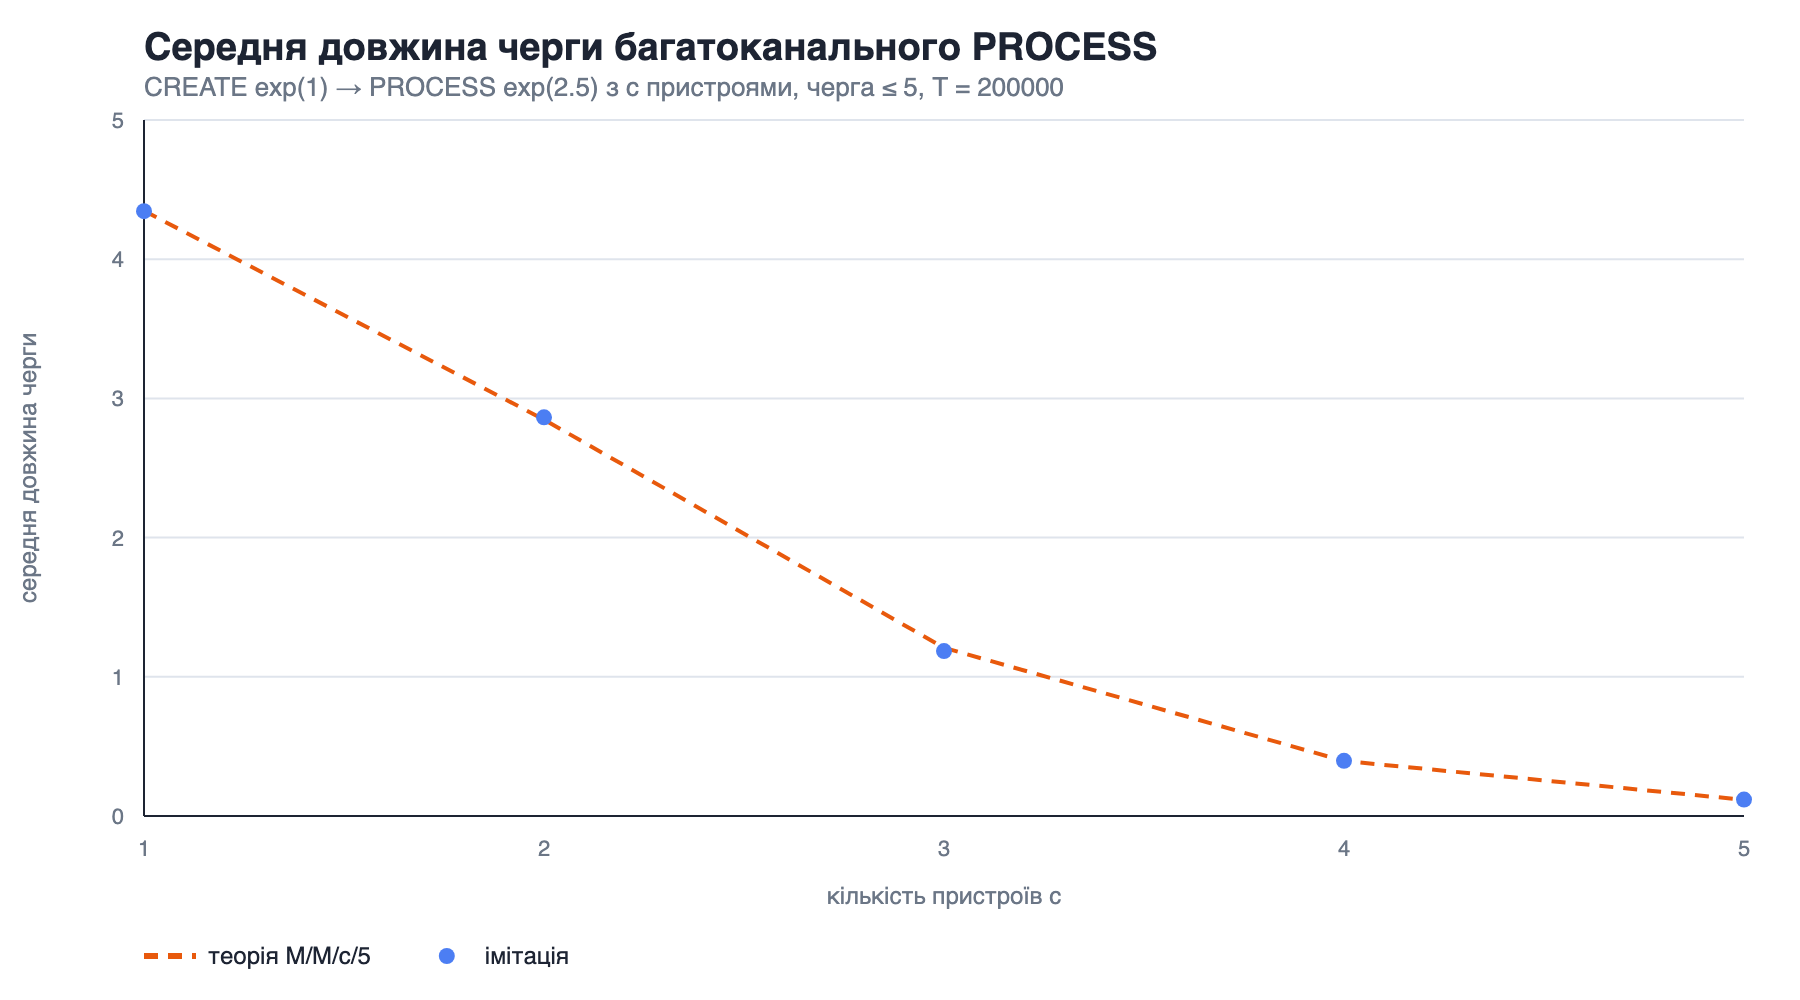 Середня довжина черги багатоканального PROCESS
CREATE exp(1) → PROCESS exp(2.5) з c пристроями, черга ≤ 5, T = 200000
середня довжина черги
5
4
3
2
1
0
1 2 3 4 5
кількість пристроїв c
теорія M/M/c/5 імітація